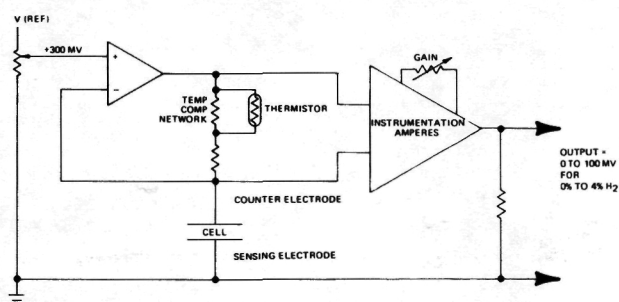 V (REF)
+300 MV
+
−
TEMP
COMP
NETWORK
THERMISTOR
GAIN
INSTRUMENTATION
AMPERES
OUTPUT =
0 TO 100 MV
FOR
0% TO 4% H₂
COUNTER ELECTRODE
CELL
SENSING ELECTRODE